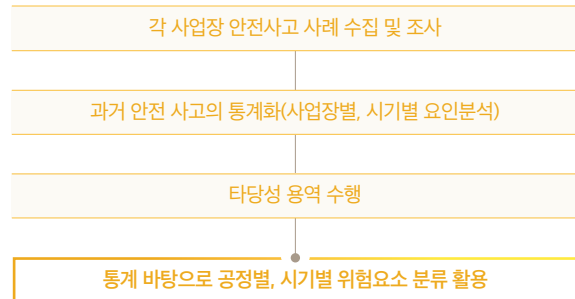 각 사업장 안전사고 사례 수집 및 조사
과거 안전 사고의 통계화(사업장별, 시기별 요인분석)
타당성 용역 수행
통계 바탕으로 공정별, 시기별 위험요소 분류 활용